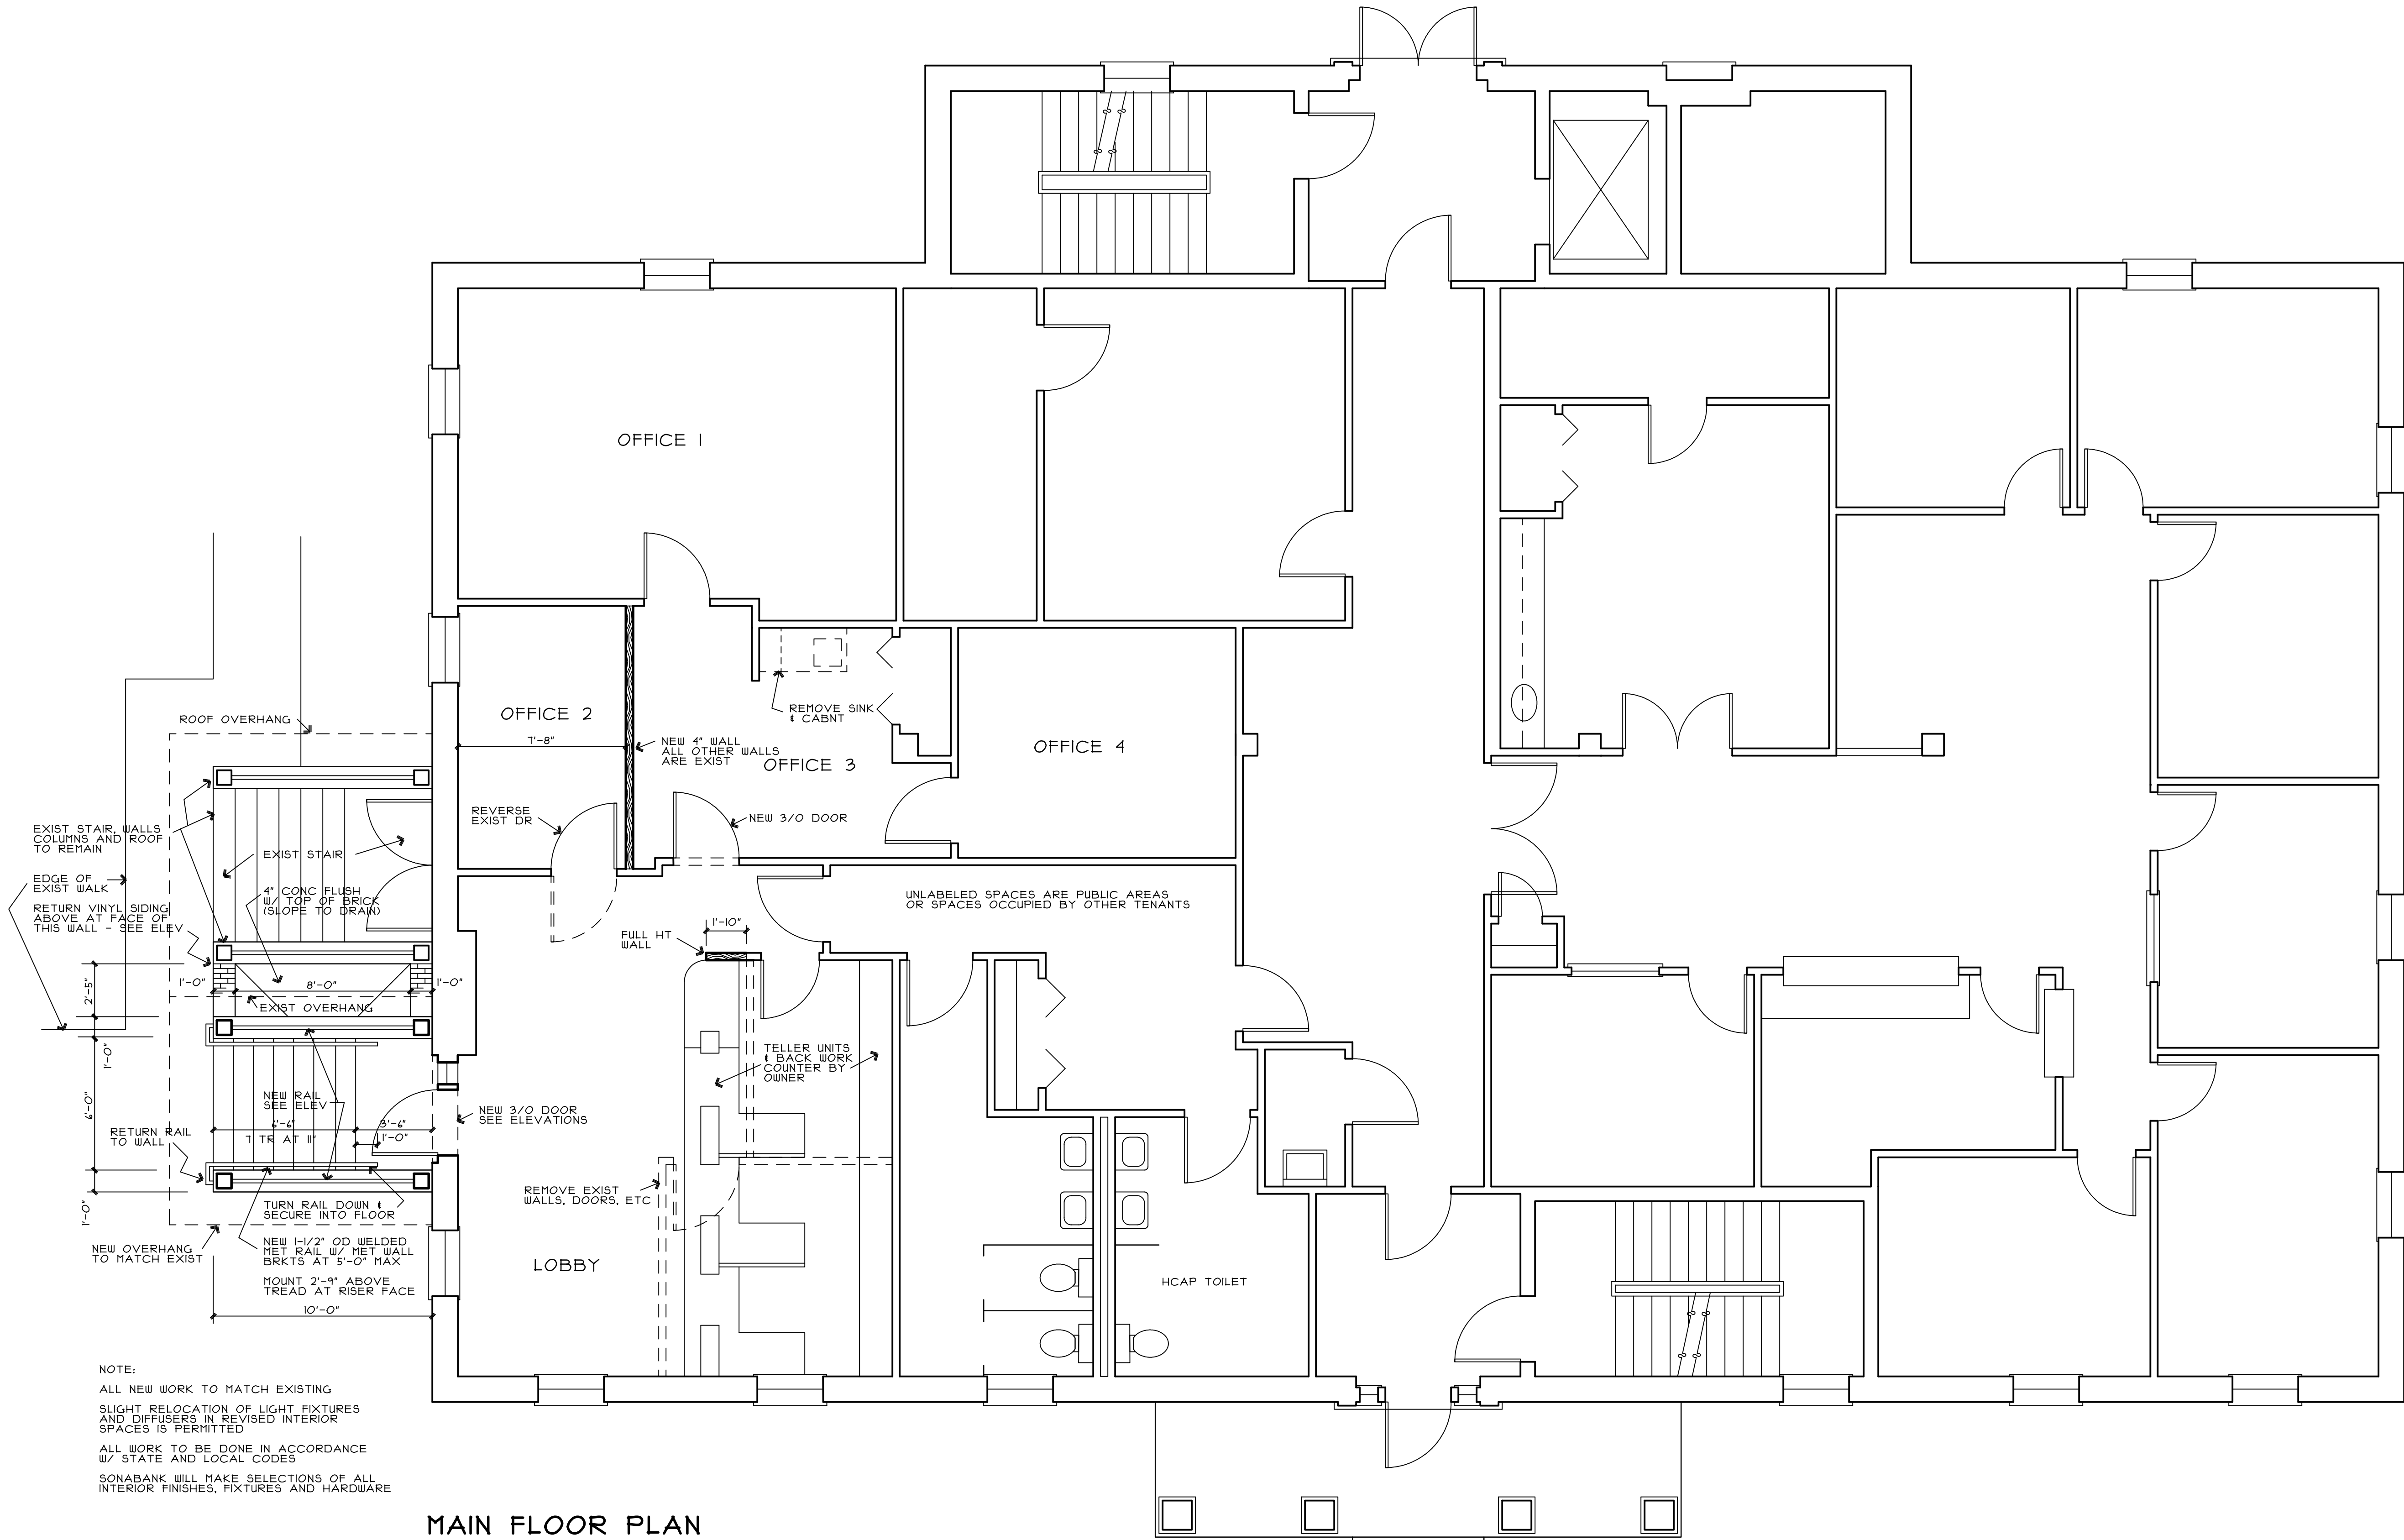 OFFICE 1
OFFICE 2
7'-8"
REMOVE SINK
& CABNT
NEW 4" WALL
ALL OTHER WALLS
ARE EXIST
OFFICE 3
OFFICE 4
REVERSE
EXIST DR
NEW 3/0 DOOR
ROOF OVERHANG
EXIST STAIR, WALLS
COLUMNS AND ROOF
TO REMAIN
EXIST STAIR
EDGE OF
EXIST WALK
4" CONC FLUSH
W/ TOP OF BRICK
(SLOPE TO DRAIN)
RETURN VINYL SIDING
ABOVE AT FACE OF
THIS WALL - SEE ELEV
UNLABELED SPACES ARE PUBLIC AREAS
OR SPACES OCCUPIED BY OTHER TENANTS
1'-10"
FULL HT
WALL
1'-0"
8'-0"
1'-0"
2'-5"
EXIST OVERHANG
1'-0"
TELLER UNITS
& BACK WORK
COUNTER BY
OWNER
NEW RAIL
SEE ELEV
6'-0"
NEW 3/0 DOOR
SEE ELEVATIONS
6'-6"
3'-6"
RETURN RAIL
TO WALL
7 TR AT 11"
1'-0"
REMOVE EXIST
WALLS, DOORS, ETC
1'-0"
TURN RAIL DOWN &
SECURE INTO FLOOR
NEW OVERHANG
TO MATCH EXIST
NEW 1-1/2" OD WELDED
MET RAIL W/ MET WALL
BRKTS AT 5'-0" MAX
MOUNT 2'-9" ABOVE
TREAD AT RISER FACE
10'-0"
LOBBY
HCAP TOILET
NOTE:
ALL NEW WORK TO MATCH EXISTING
SLIGHT RELOCATION OF LIGHT FIXTURES
AND DIFFUSERS IN REVISED INTERIOR
SPACES IS PERMITTED
ALL WORK TO BE DONE IN ACCORDANCE
W/ STATE AND LOCAL CODES
SONABANK WILL MAKE SELECTIONS OF ALL
INTERIOR FINISHES, FIXTURES AND HARDWARE
MAIN FLOOR PLAN